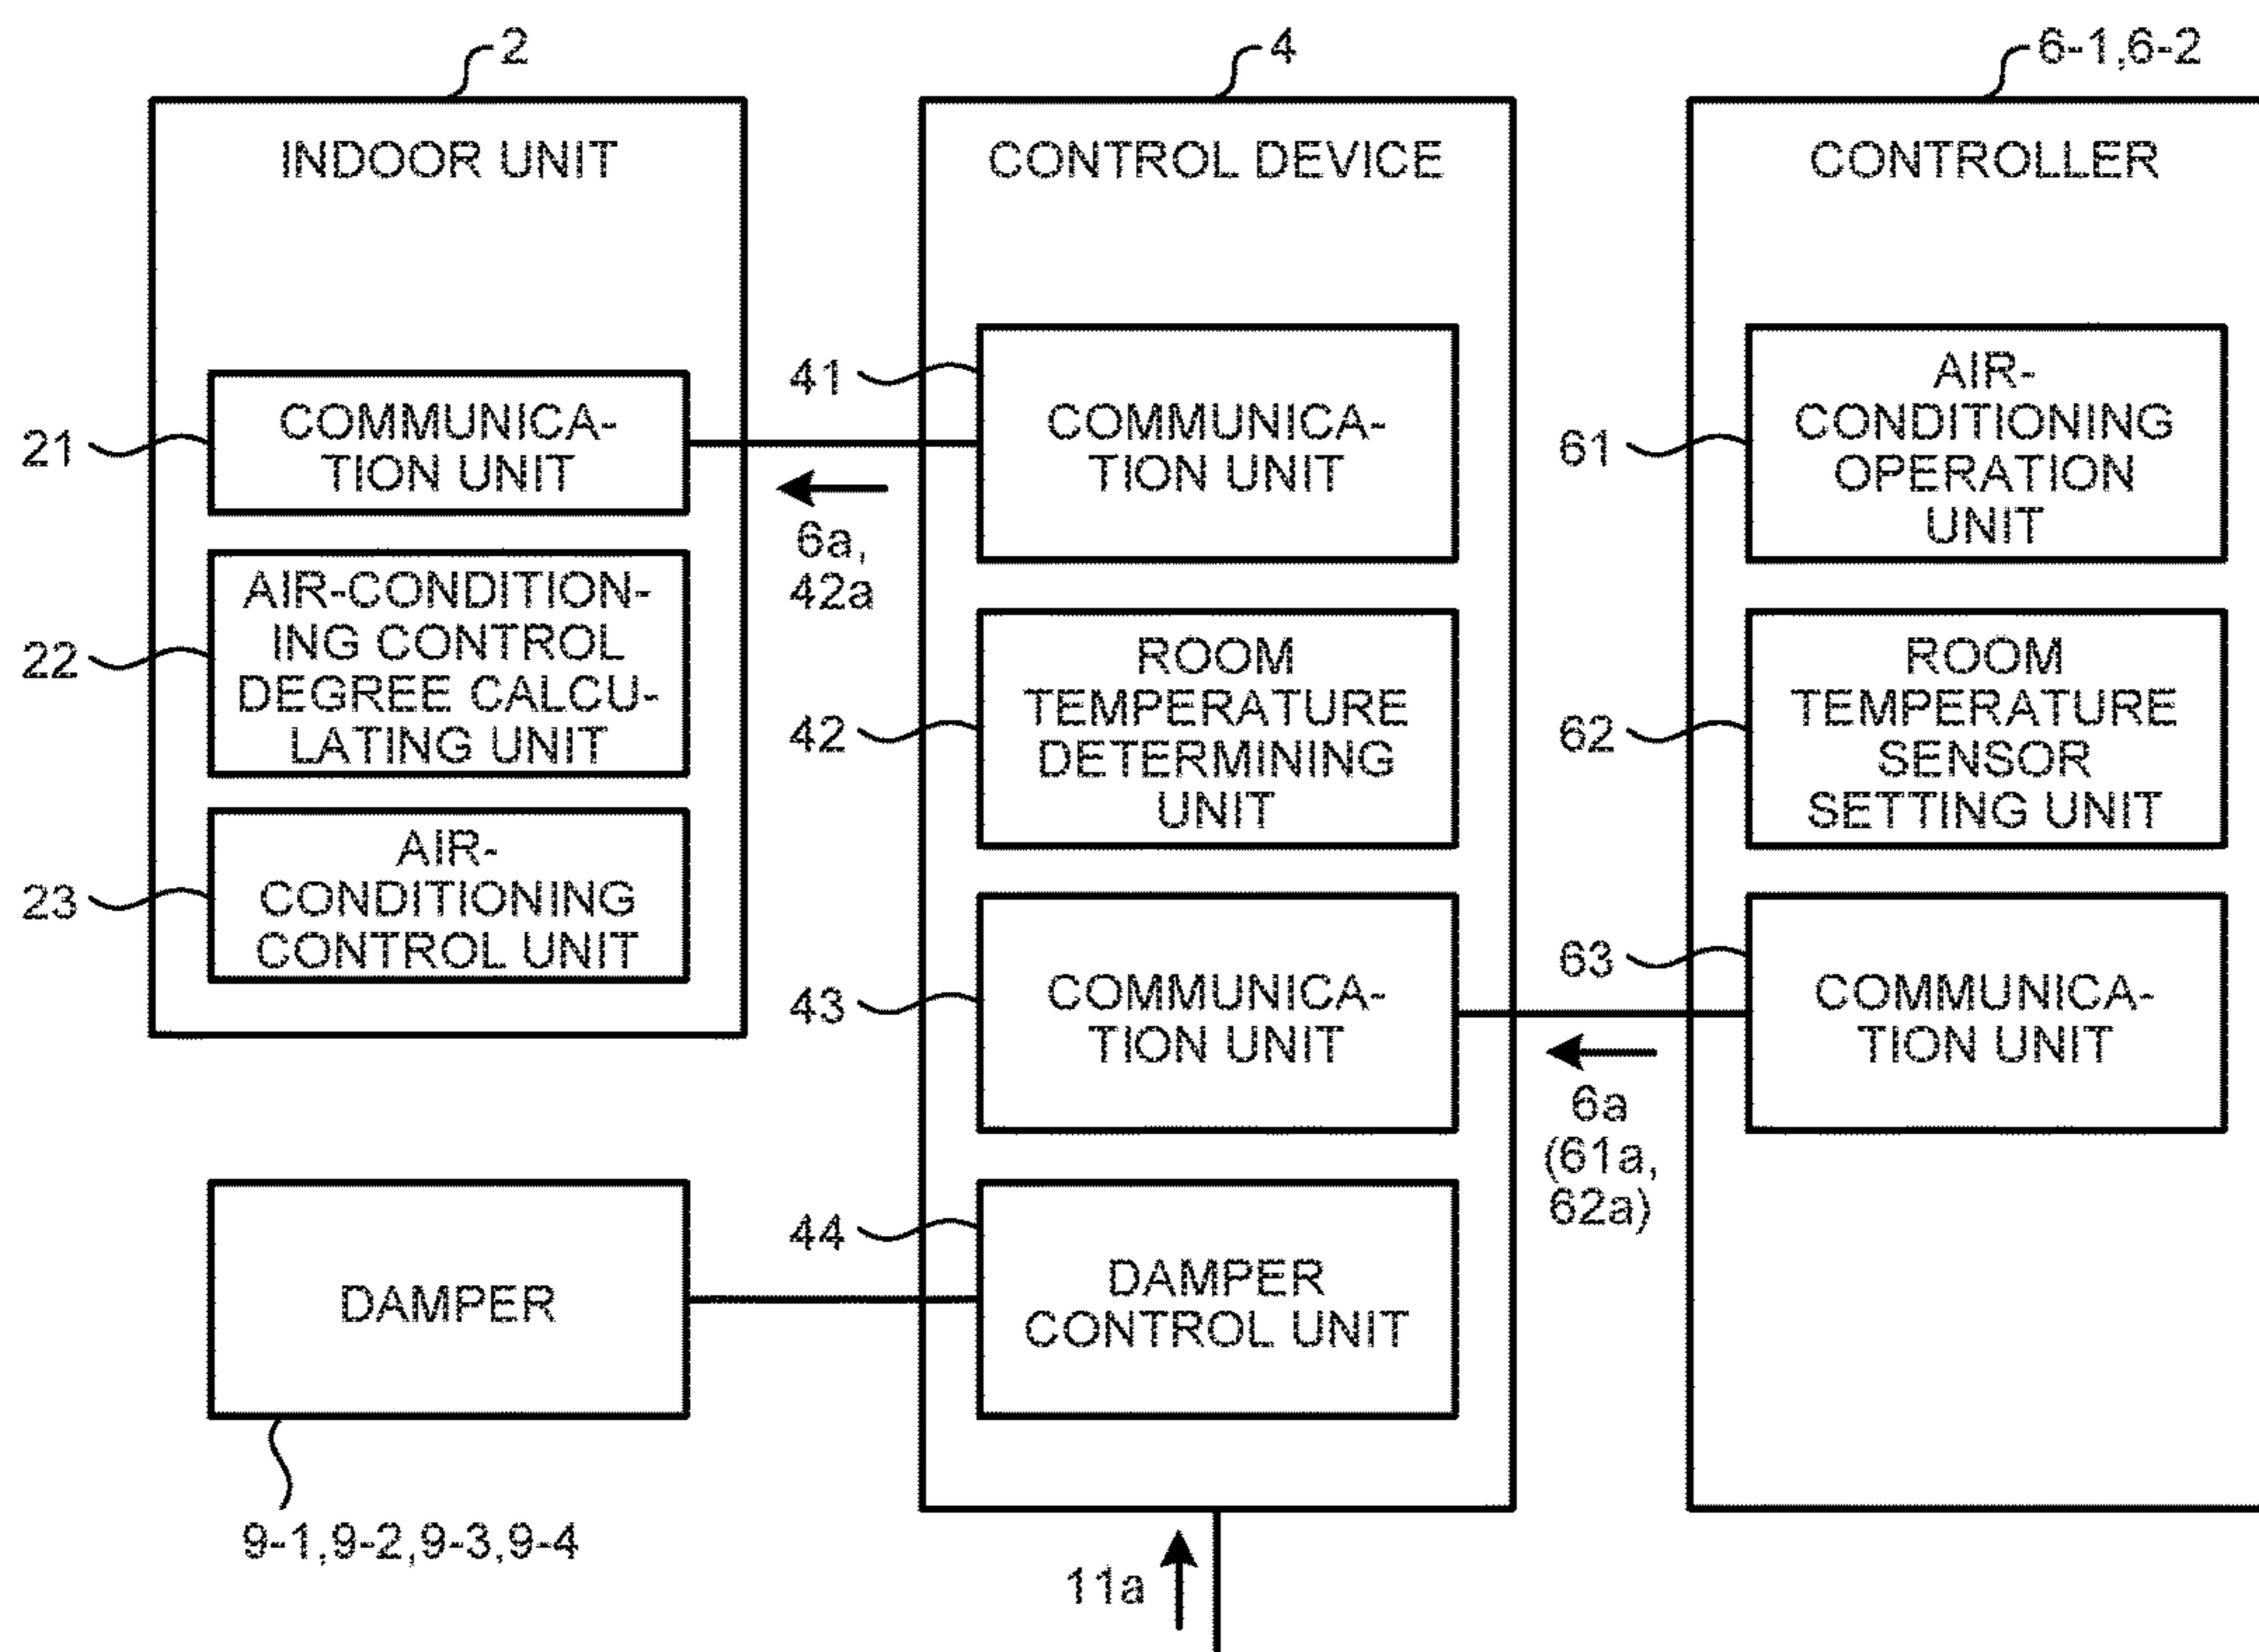 2
4
6-1,6-2
INDOOR UNIT
CONTROL DEVICE
CONTROLLER
21
COMMUNICA-
TION UNIT
22
AIR-CONDITION-
ING CONTROL
DEGREE CALCU-
LATING UNIT
23
AIR-
CONDITIONING
CONTROL UNIT
6a,
42a
41
COMMUNICA-
TION UNIT
42
ROOM
TEMPERATURE
DETERMINING
UNIT
43
COMMUNICA-
TION UNIT
44
DAMPER
CONTROL UNIT
61
AIR-
CONDITIONING
OPERATION
UNIT
62
ROOM
TEMPERATURE
SENSOR
SETTING UNIT
63
COMMUNICA-
TION UNIT
6a
(61a,
62a)
DAMPER
9-1,9-2,9-3,9-4
11a